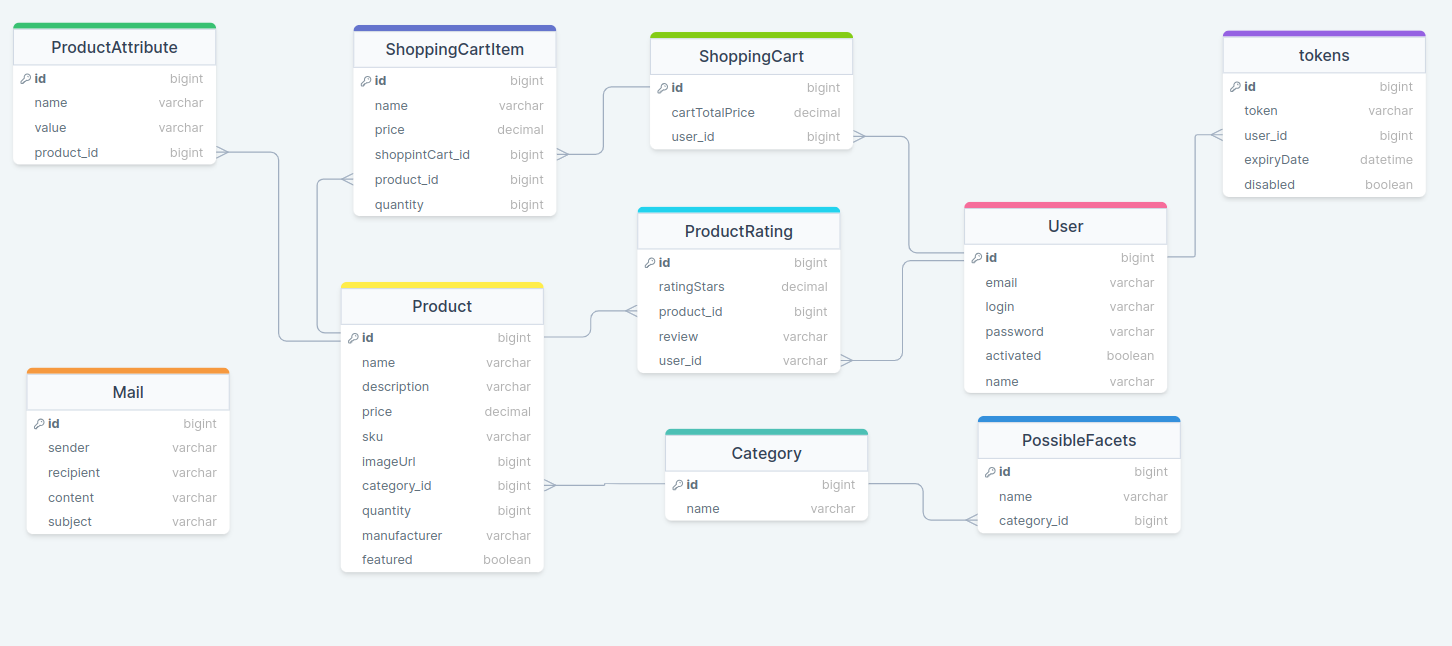 ProductAttribute
id bigint
name varchar
value varchar
product_id bigint
ShoppingCartItem
id bigint
name varchar
price decimal
shoppintCart_id bigint
product_id bigint
quantity bigint
ShoppingCart
id bigint
cartTotalPrice decimal
user_id bigint
tokens
id bigint
token varchar
user_id bigint
expiryDate datetime
disabled boolean
ProductRating
id bigint
ratingStars decimal
product_id bigint
review varchar
user_id varchar
User
id bigint
email varchar
login varchar
password varchar
activated boolean
name varchar
Product
id bigint
name varchar
description varchar
price decimal
sku varchar
imageUrl bigint
category_id bigint
quantity bigint
manufacturer varchar
featured boolean
Mail
id bigint
sender varchar
recipient varchar
content varchar
subject varchar
Category
id bigint
name varchar
PossibleFacets
id bigint
name varchar
category_id bigint